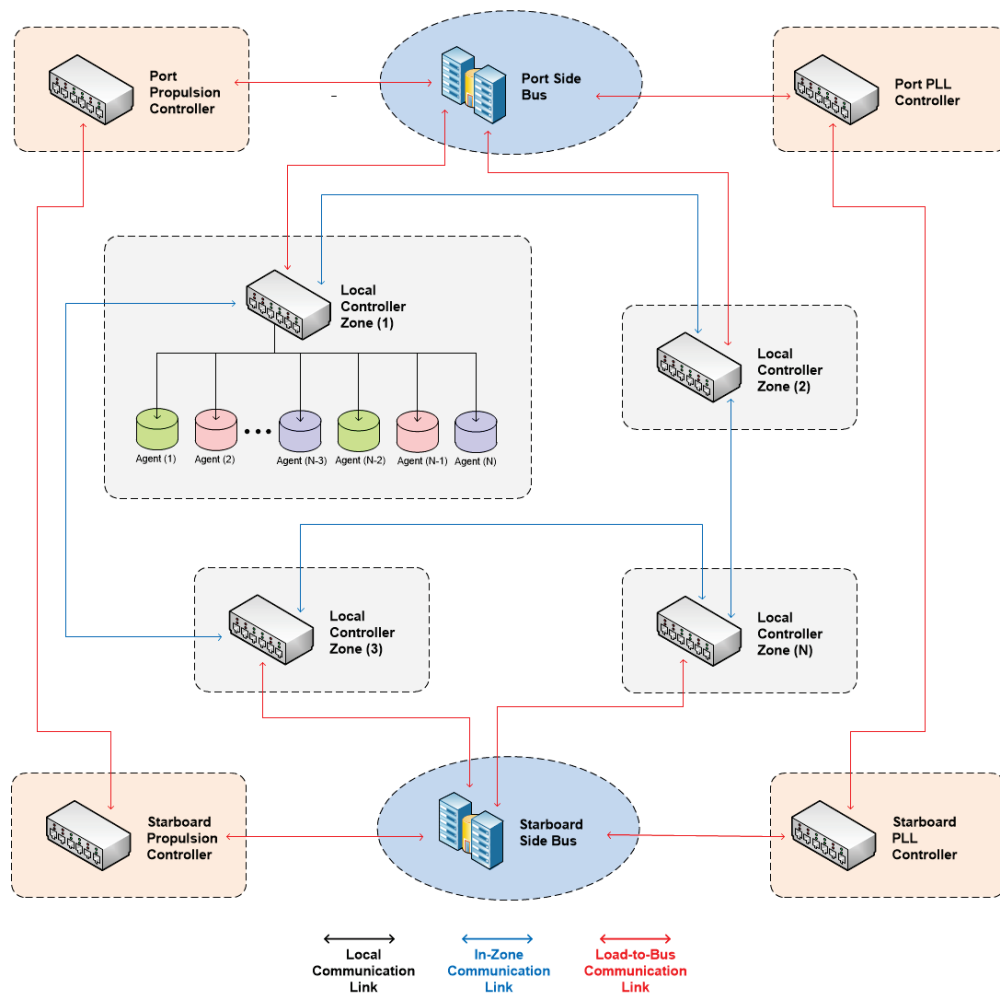 Port
Propulsion
Controller
Port Side
Bus
Port PLL
Controller
Local
Controller
Zone (1)
Agent (1)
Agent (2)
Agent (N-3)
Agent (N-2)
Agent (N-1)
Agent (N)
Local
Controller
Zone (2)
Local
Controller
Zone (3)
Local
Controller
Zone (N)
Starboard
Propulsion
Controller
Starboard
Side Bus
Starboard
PLL
Controller
Local
Communication
Link
In-Zone
Communication
Link
Load-to-Bus
Communication
Link